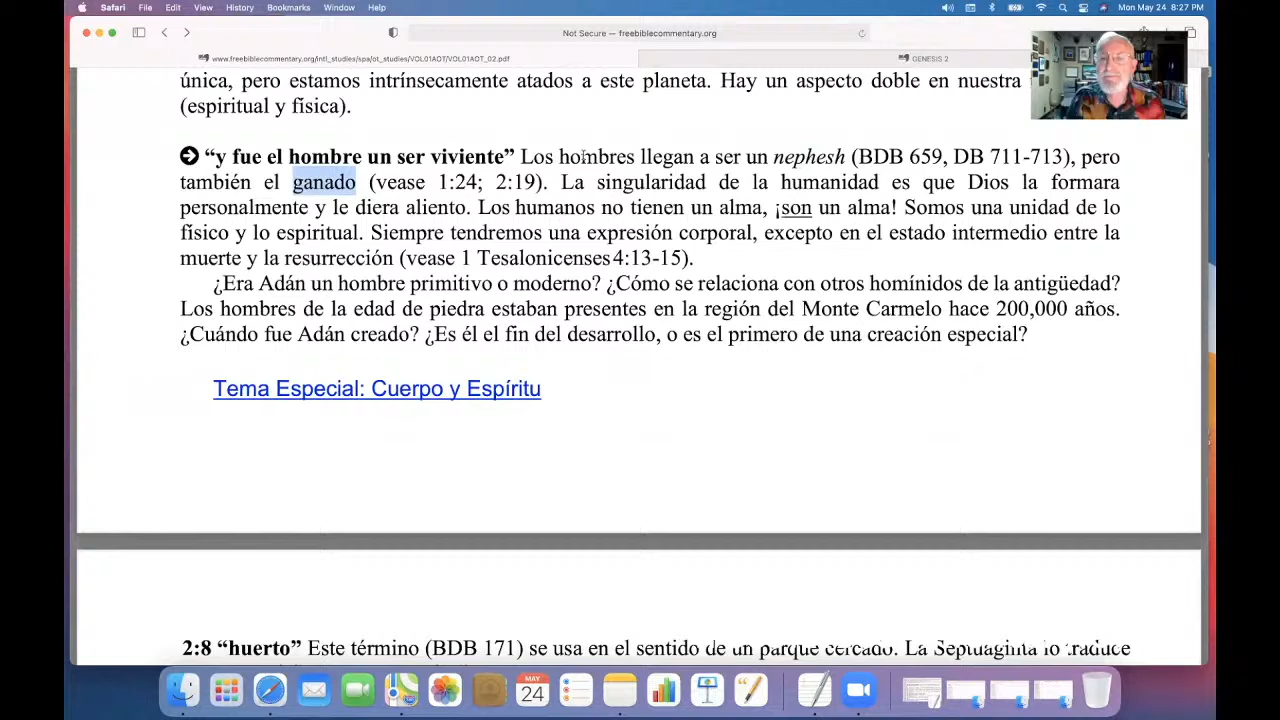 Safari File Edit View History Bookmarks Window Help Mon May 24 8:27 PM
Not Secure — freebiblecommentary.org
www.freebiblecommentary.org/intl_studies/spa/ot_studies/VOL01AOT/VOL01AOT_02.pdf GENESIS 2
única, pero estamos intrínsecamente atados a este planeta. Hay un aspecto doble en nuestra
(espiritual y física).
“y fue el hombre un ser viviente” Los hombres llegan a ser un nephesh (BDB 659, DB 711-713), pero
también el ganado (vease 1:24; 2:19). La singularidad de la humanidad es que Dios la formara
personalmente y le diera aliento. Los humanos no tienen un alma, ¡son un alma! Somos una unidad de lo
físico y lo espiritual. Siempre tendremos una expresión corporal, excepto en el estado intermedio entre la
muerte y la resurrección (vease 1 Tesalonicenses 4:13-15).
¿Era Adán un hombre primitivo o moderno? ¿Cómo se relaciona con otros homínidos de la antigüedad?
Los hombres de la edad de piedra estaban presentes en la región del Monte Carmelo hace 200,000 años.
¿Cuándo fue Adán creado? ¿Es él el fin del desarrollo, o es el primero de una creación especial?
Tema Especial: Cuerpo y Espíritu
2:8 “huerto” Este término (BDB 171) se usa en el sentido de un parque cercado. La Septuaginta lo traduce
MAY
24